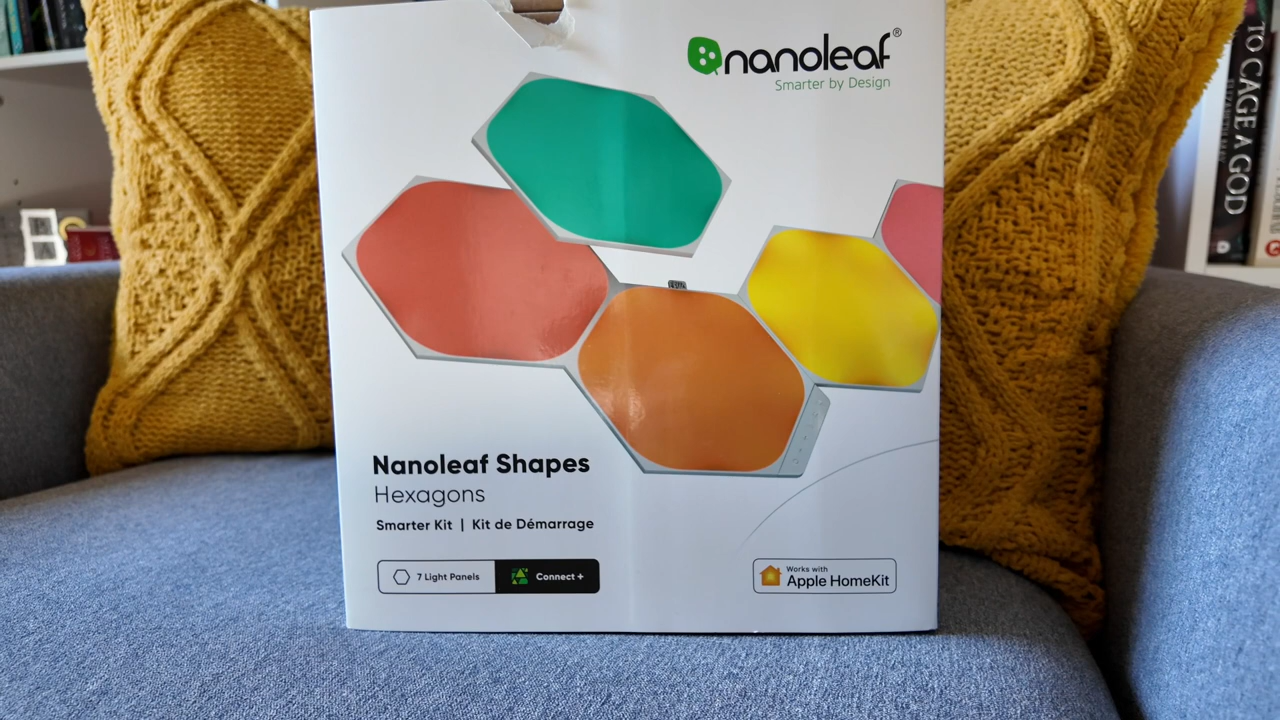 nanoleaf®
Smarter by Design
Nanoleaf Shapes
Hexagons
Smarter Kit | Kit de Démarrage
7 Light Panels
Connect +
Works with
Apple HomeKit
TO CAGE A GOD